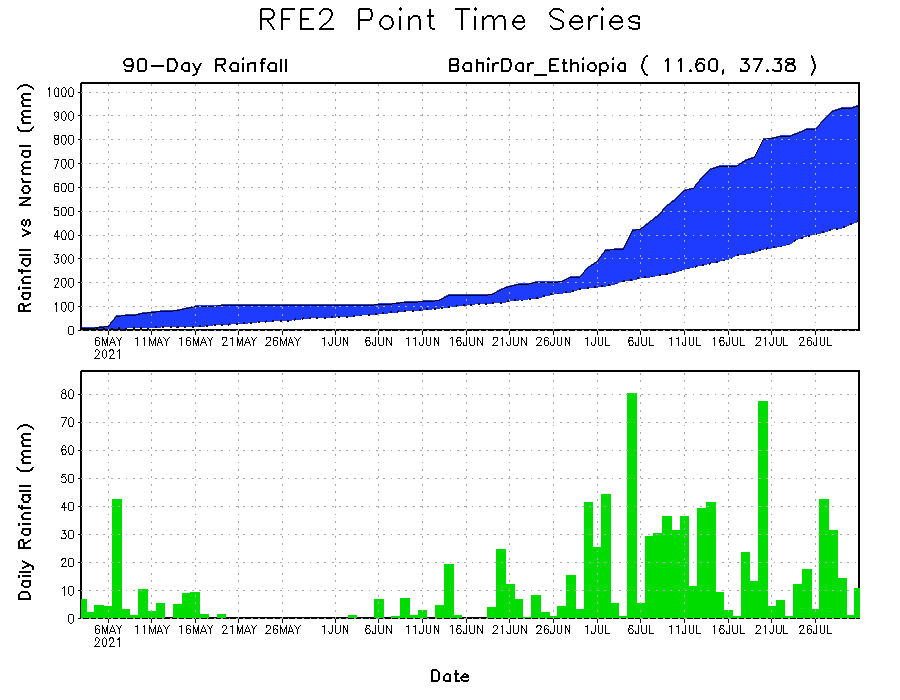 RFE2 Point Time Series
90-Day Rainfall
BahirDar_Ethiopia ( 11.60, 37.38 )
Rainfall vs Normal (mm)
1000
900
800
700
600
500
400
300
200
100
0
6MAY 11MAY 16MAY 21MAY 26MAY 1JUN 6JUN 11JUN 16JUN 21JUN 26JUN 1JUL 6JUL 11JUL 16JUL 21JUL 26JUL
2021
Daily Rainfall (mm)
80
70
60
50
40
30
20
10
0
6MAY 11MAY 16MAY 21MAY 26MAY 1JUN 6JUN 11JUN 16JUN 21JUN 26JUN 1JUL 6JUL 11JUL 16JUL 21JUL 26JUL
2021
Date